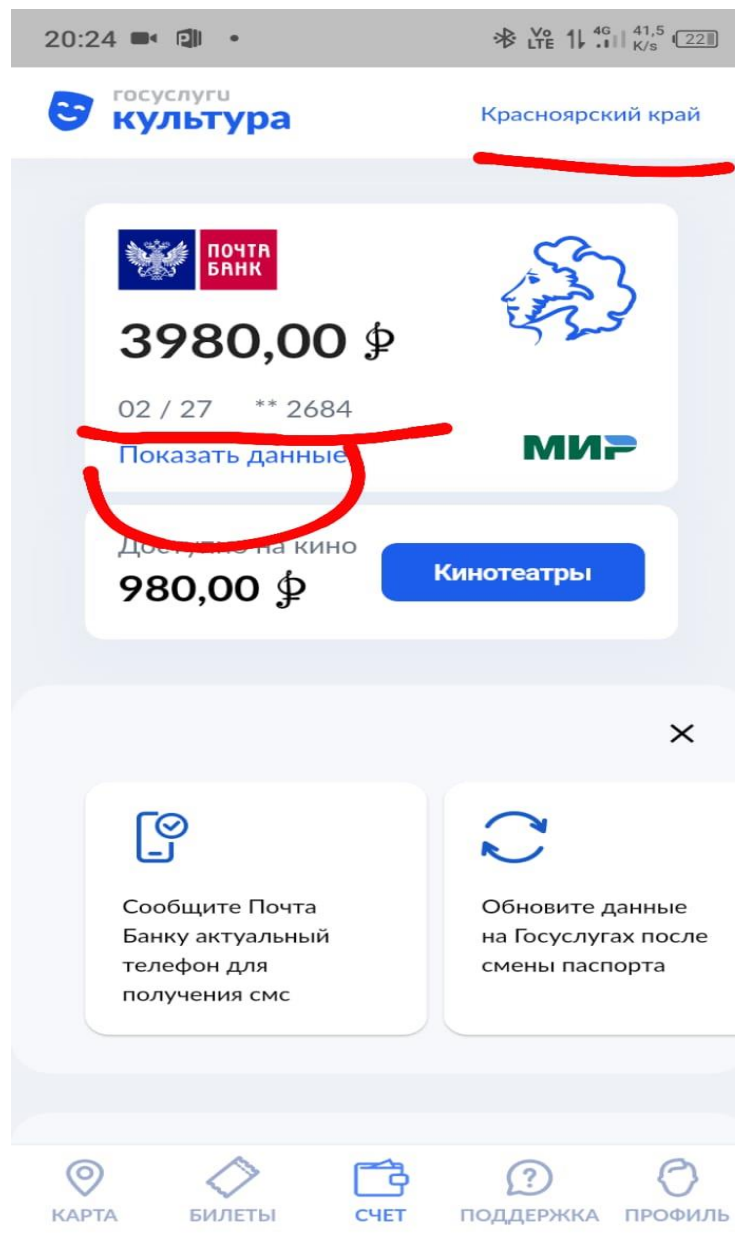 20:24
Vo LTE 4G 41,5 K/s 22
госуслуги
культура
Красноярский край
ПОЧТА
БАНК
3980,00
02 / 27 ** 2684
Показать данные
МИР
Доступно на кино
980,00
Кинотеатры
Сообщите Почта
Банку актуальный
телефон для
получения смс
Обновите данные
на Госуслугах после
смены паспорта
КАРТА
БИЛЕТЫ
СЧЕТ
ПОДДЕРЖКА
ПРОФИЛЬ